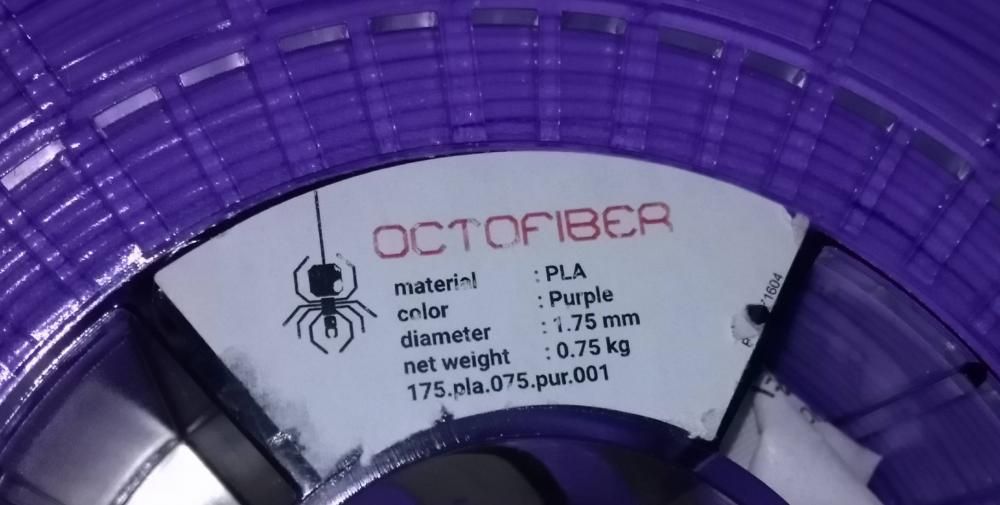 OCTOFIBER
material : PLA
color : Purple
diameter : 1.75 mm
net weight : 0.75 kg
175.pla.075.pur.001